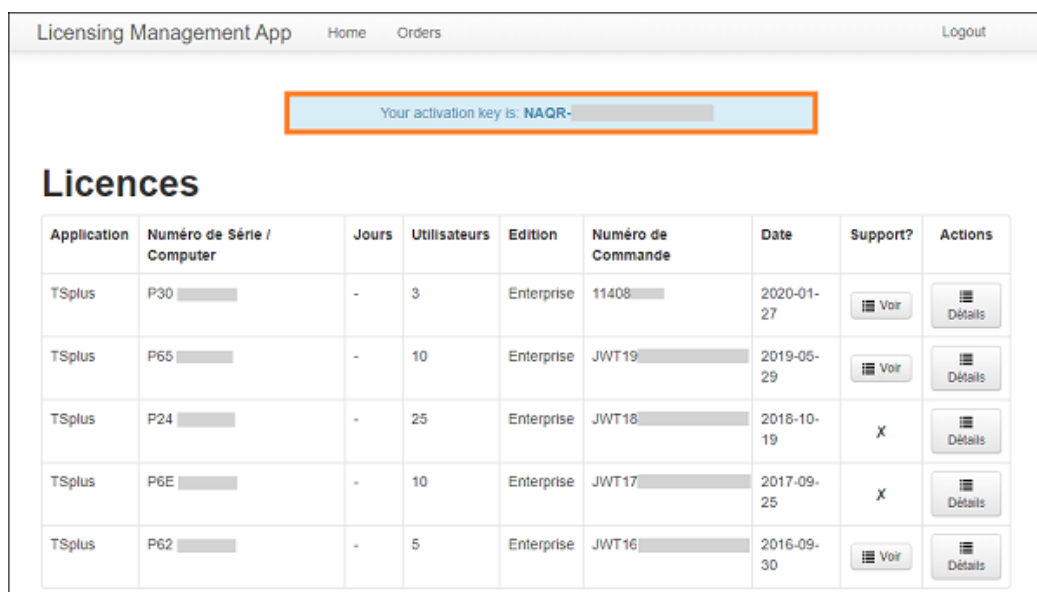 Licensing Management App Home Orders Logout
Your activation key is: NAQR-
Licences
Application Numéro de Série / Computer Jours Utilisateurs Edition Numéro de Commande Date Support? Actions
TSplus P30 - 3 Enterprise 11408 2020-01-27 Voir Détails
TSplus P65 - 10 Enterprise JWT19 2019-05-29 Voir Détails
TSplus P24 - 25 Enterprise JWT18 2018-10-19 X Détails
TSplus P6E - 10 Enterprise JWT17 2017-09-25 X Détails
TSplus P62 - 5 Enterprise JWT16 2016-09-30 Voir Détails